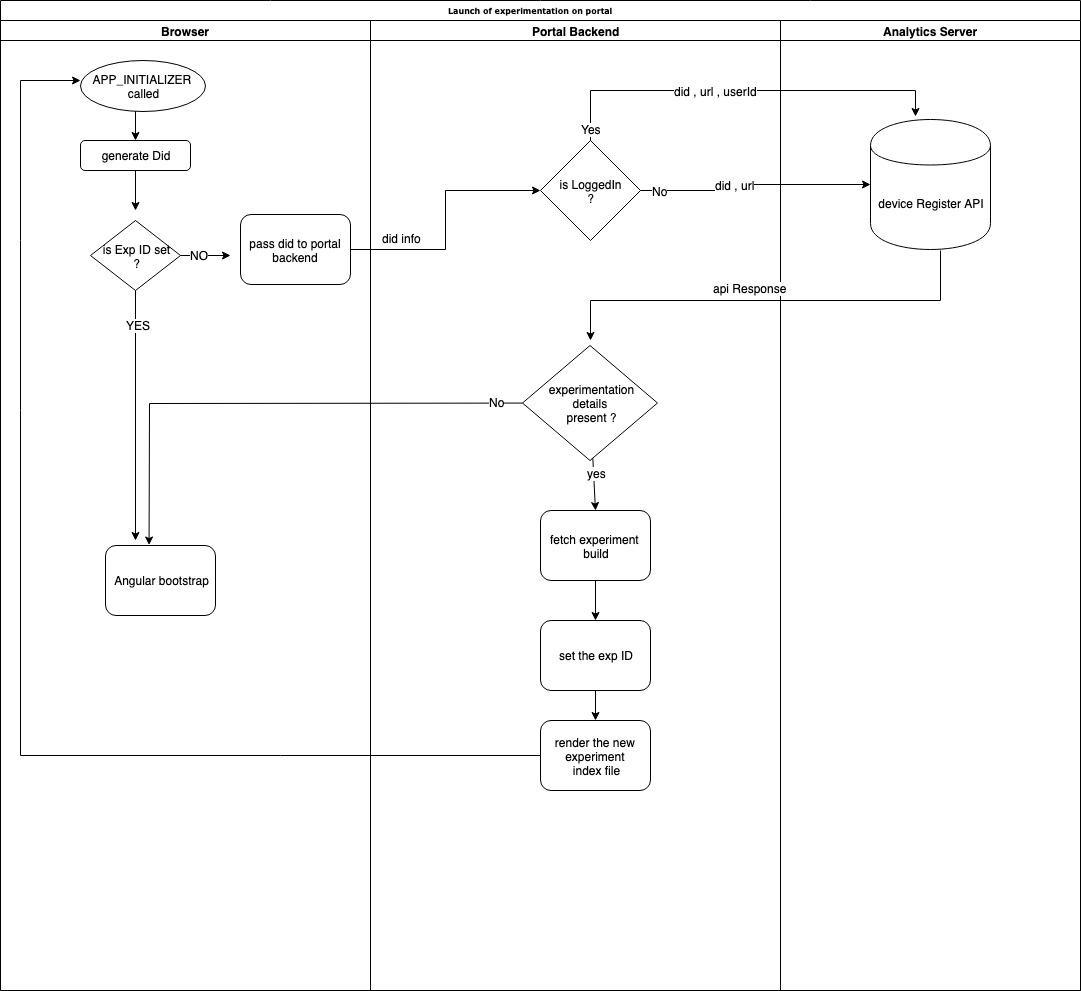 Launch of experimentation on portal
Browser
Portal Backend
Analytics Server
APP_INITIALIZER
called
generate Did
is Exp ID set
?
NO
YES
pass did to portal
backend
did info
is LoggedIn
?
Yes
did , url , userId
No
did , url
device Register API
api Response
experimentation
details
present ?
No
yes
fetch experiment
build
set the exp ID
render the new
experiment
index file
Angular bootstrap